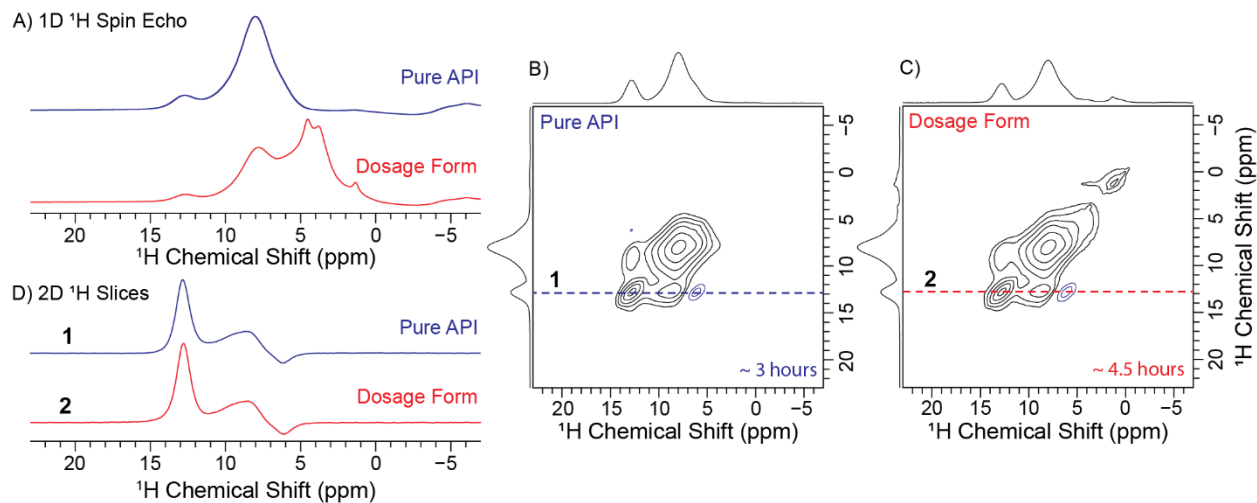 A) 1D ¹H Spin Echo
Pure API
Dosage Form
20 15 10 5 0 −5
¹H Chemical Shift (ppm)
D) 2D ¹H Slices
1 Pure API
2 Dosage Form
20 15 10 5 0 −5
¹H Chemical Shift (ppm)
B)
Pure API
1
~ 3 hours
−5
0
5
10
15
20
20 15 10 5 0 −5
¹H Chemical Shift (ppm)
C)
Dosage Form
2
~ 4.5 hours
−5
0
5
10
15
20
¹H Chemical Shift (ppm)
20 15 10 5 0 −5
¹H Chemical Shift (ppm)